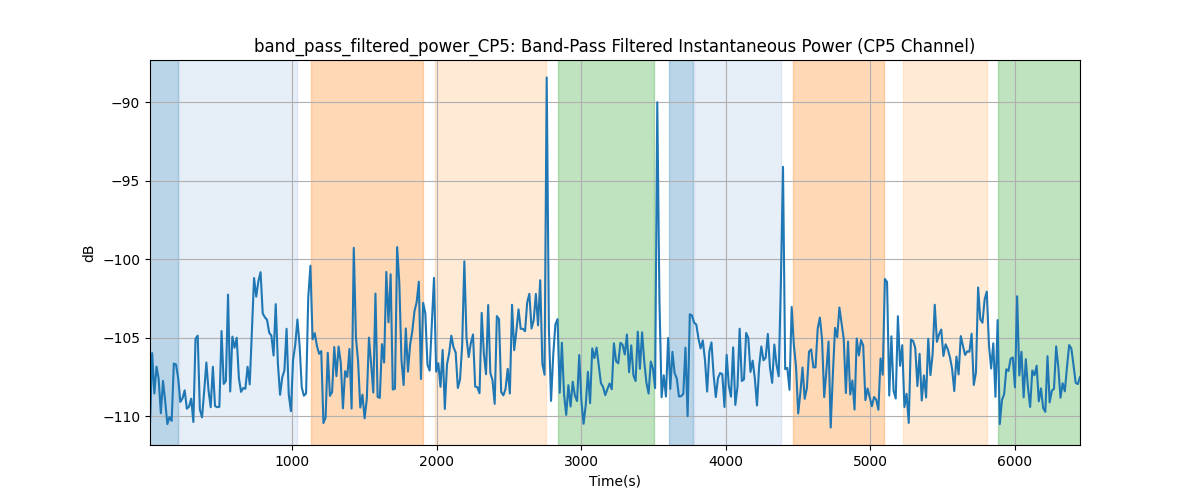 band_pass_filtered_power_CP5: Band-Pass Filtered Instantaneous Power (CP5 Channel)
−90
−95
−100
−105
−110
dB
1000 2000 3000 4000 5000 6000
Time(s)